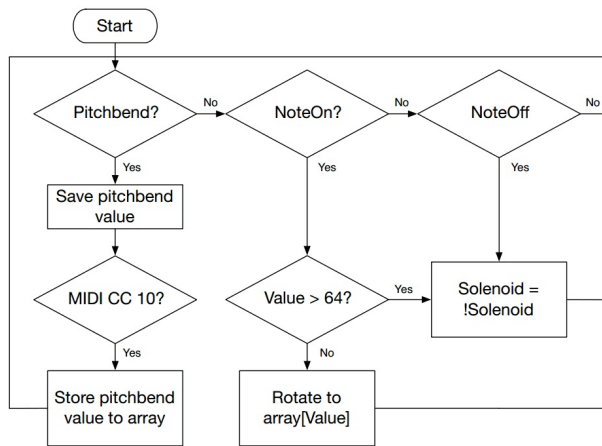 Start
Pitchbend?
No
NoteOn?
No
NoteOff
No
Yes
Yes
Yes
Save pitchbend
value
MIDI CC 10?
Value > 64?
Yes
Solenoid =
!Solenoid
Yes
No
Store pitchbend
value to array
Rotate to
array[Value]